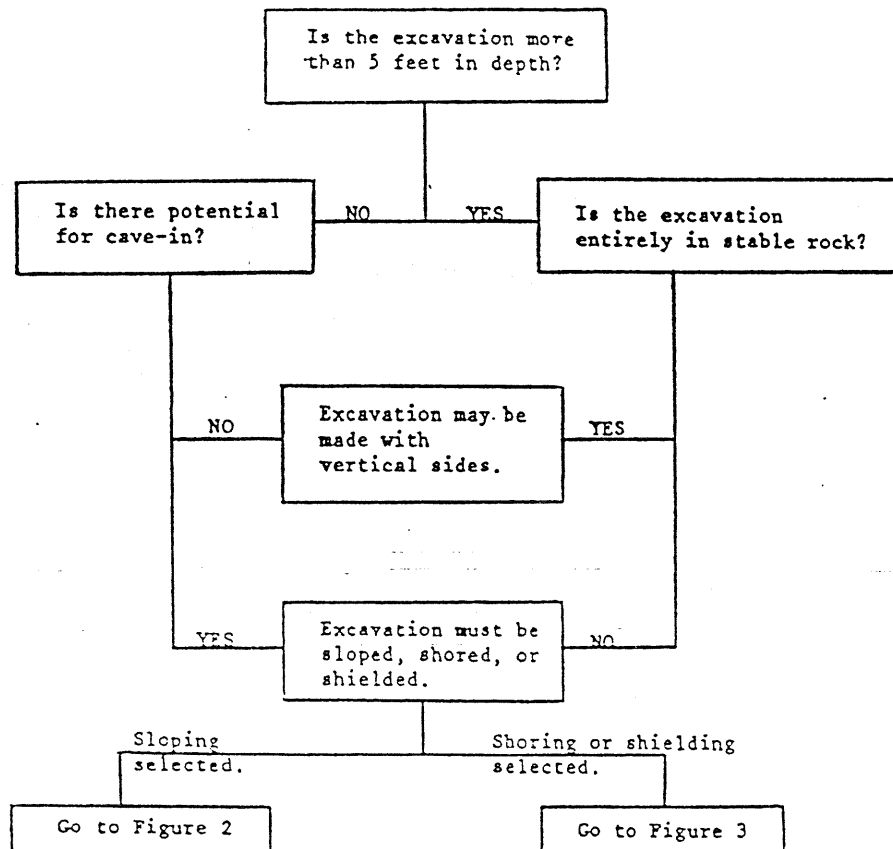 Is the excavation more
than 5 feet in depth?
Is there potential
for cave-in?
NO
YES
Is the excavation
entirely in stable rock?
NO
Excavation may be
made with
vertical sides.
YES
YES
Excavation must be
sloped, shored, or
shielded.
NO
Sloping
selected.
Shoring or shielding
selected.
Go to Figure 2
Go to Figure 3